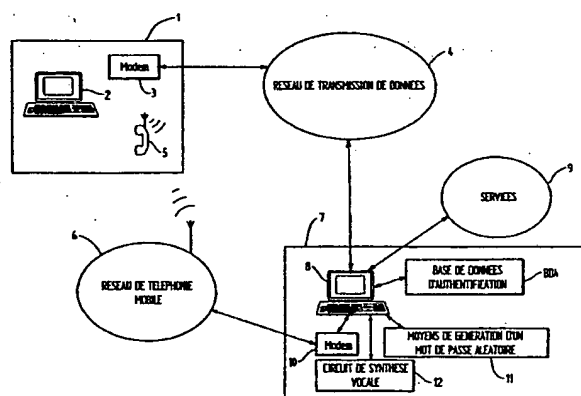 1
Modem
2
3
4
RESEAU DE TRANSMISSION DE DONNEES
5
9
SERVICES
7
6
RESEAU DE TELEPHONIE
MOBILE
8
BASE DE DONNEES
D'AUTHENTIFICATION
BDA
Modem
10
MOYENS DE GENERATION D'UN
MOT DE PASSE ALEATOIRE
CIRCUIT DE SYNTHESE
VOCALE
12
11